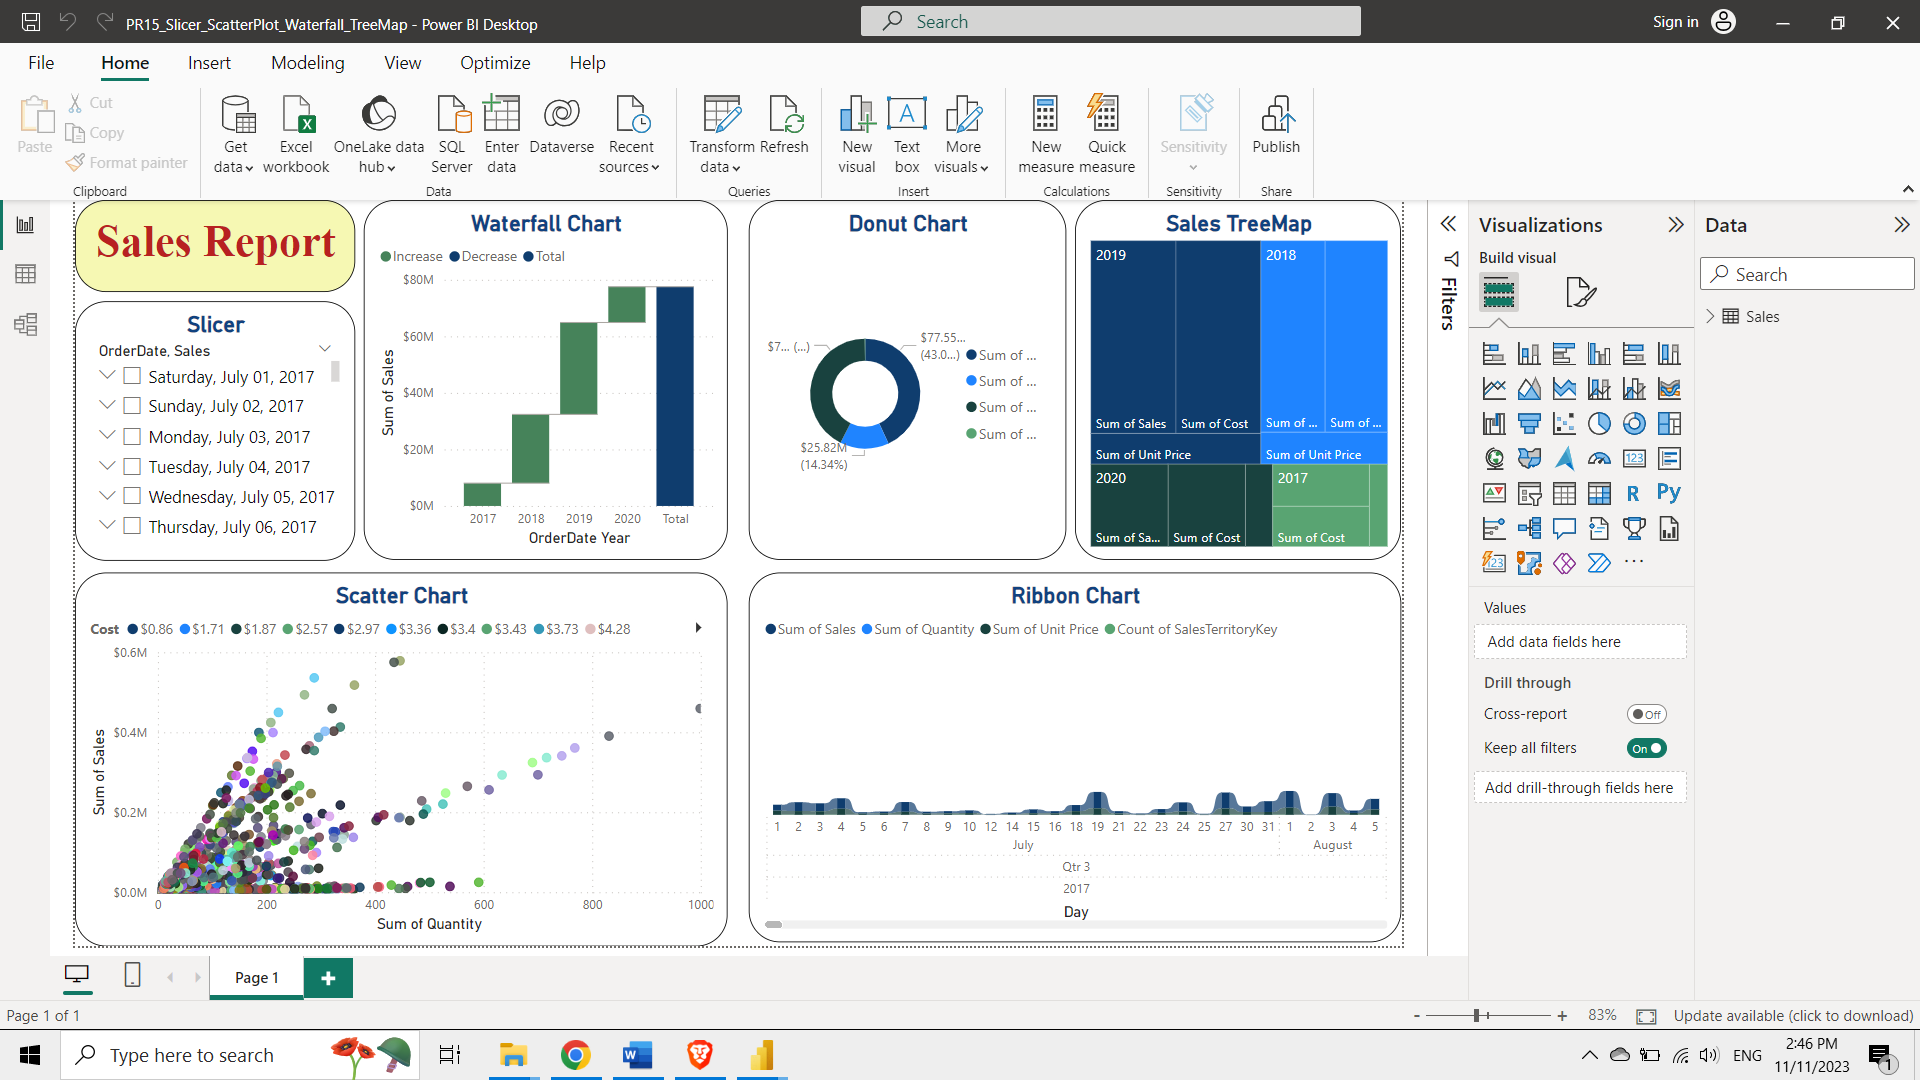 PR15_Slicer_ScatterPlot_Waterfall_TreeMap - Power BI Desktop
Search
Sign in
File Home Insert Modeling View Optimize Help
Paste
Cut
Copy
Format painter
Clipboard
Get data
Excel workbook
OneLake data hub
SQL Server
Enter data
Dataverse
Recent sources
Data
Transform data
Refresh
Queries
New visual
Text box
More visuals
Insert
New measure
Quick measure
Calculations
Sensitivity
Sensitivity
Publish
Share
Sales Report
Slicer
OrderDate, Sales
Saturday, July 01, 2017
Sunday, July 02, 2017
Monday, July 03, 2017
Tuesday, July 04, 2017
Wednesday, July 05, 2017
Thursday, July 06, 2017
Waterfall Chart
Increase Decrease Total
Sum of Sales
$80M
$60M
$40M
$20M
$0M
2017 2018 2019 2020 Total
OrderDate Year
Donut Chart
$7... (...)
$77.55...
(43.0...)
$25.82M
(14.34%)
Sum of ...
Sum of ...
Sum of ...
Sum of ...
Sales TreeMap
2019
Sum of Sales Sum of Cost
Sum of Unit Price
2018
Sum of ... Sum of ...
Sum of Unit Price
2020
Sum of Sa... Sum of Cost
2017
Sum of Cost
Scatter Chart
Cost $0.86 $1.71 $1.87 $2.57 $2.97 $3.36 $3.4 $3.43 $3.73 $4.28
Sum of Sales
$0.6M
$0.4M
$0.2M
$0.0M
0 200 400 600 800 1000
Sum of Quantity
Ribbon Chart
Sum of Sales Sum of Quantity Sum of Unit Price Count of SalesTerritoryKey
1 2 3 4 5 6 7 8 9 10 12 14 15 16 18 19 21 22 23 24 25 27 30 31 1 2 3 4 5
July August
Qtr 3
2017
Day
Filters
Visualizations
Build visual
123
R Py
123
Values
Add data fields here
Drill through
Cross-report Off
Keep all filters On
Add drill-through fields here
Data
Search
Sales
Page 1
Page 1 of 1
- + 83%
Update available (click to download)
Type here to search
ENG
2:46 PM
11/11/2023
1